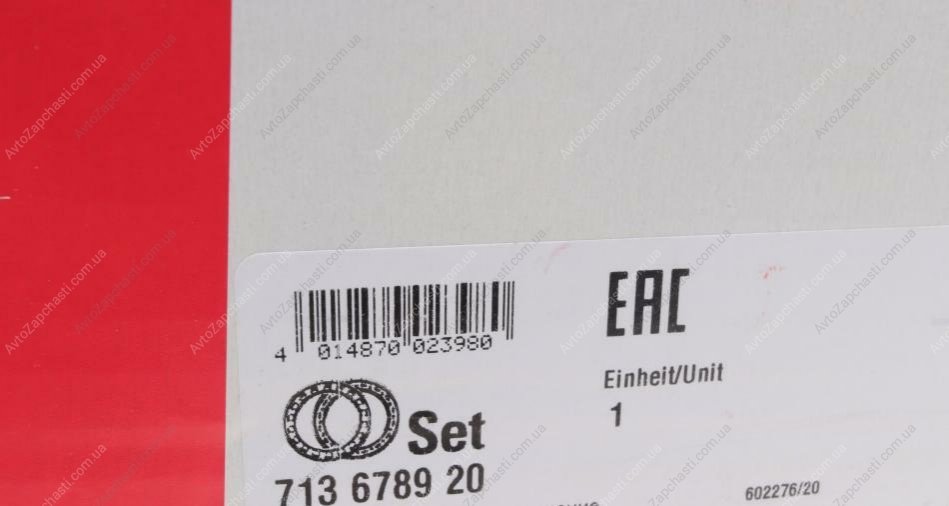 EAC
4 014870 023980
Einheit/Unit
1
Set
713 6789 20
602276/20
AvtoZapchasti.com.ua